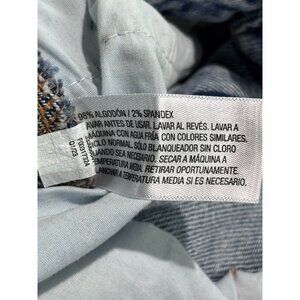 98% ALGODÓN / 2% SPANDEX
LAVAR ANTES DE USAR. LAVAR AL REVÉS. LAVAR A
MÁQUINA CON AGUA FRÍA CON COLORES SIMILARES.
CICLO NORMAL. SÓLO BLANQUEADOR SIN CLORO
CUANDO SEA NECESARIO. SECAR A MÁQUINA A
TEMPERATURA MEDIA. RETIRAR OPORTUNAMENTE.
PLANCHAR A TEMPERATURA MEDIA SI ES NECESARIO.